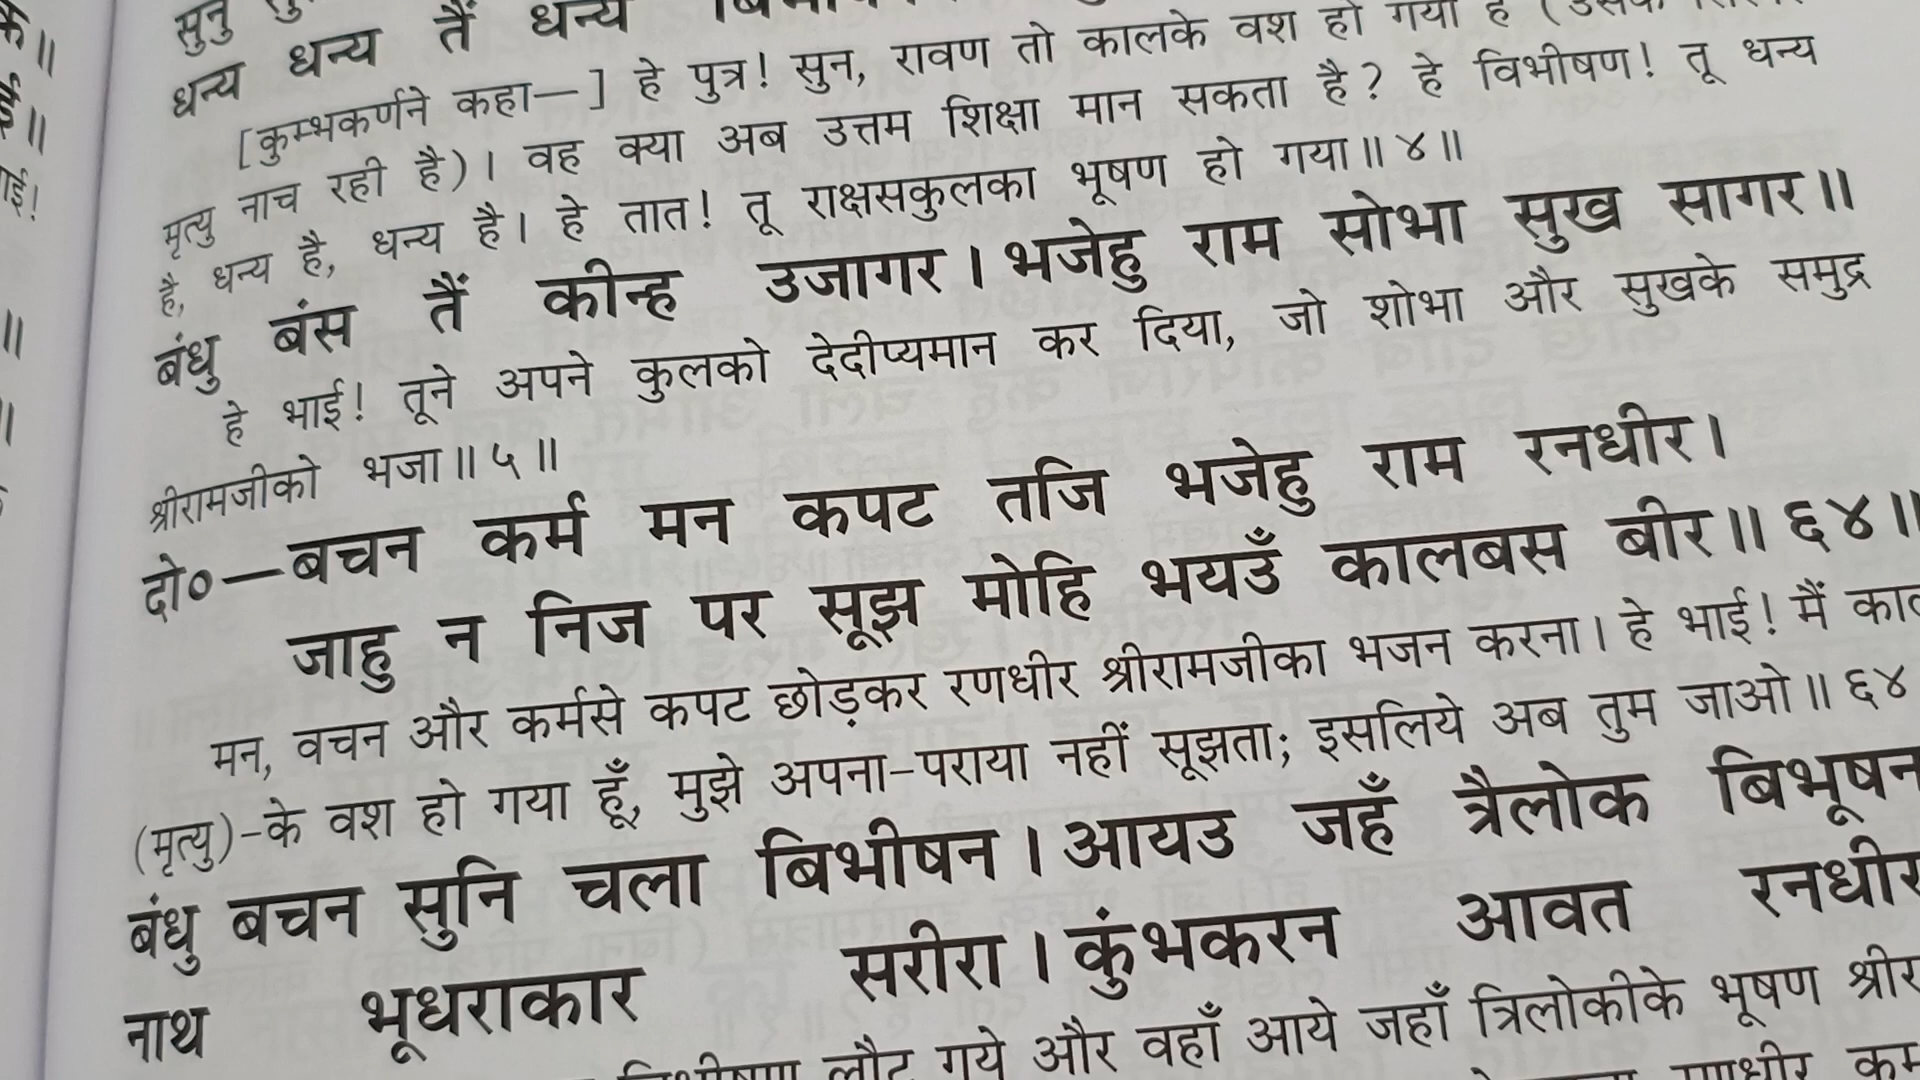 सुनु
धन्य धन्य तैं धन्य
[कुम्भकर्णने कहा—] हे पुत्र! सुन, रावण तो कालके वश हो गया है
मृत्यु नाच रही है)। वह क्या अब उत्तम शिक्षा मान सकता है? हे विभीषण! तू धन्य
है, धन्य है, धन्य है। हे तात! तू राक्षसकुलका भूषण हो गया॥ ४॥
बंधु बंस तैं कीन्ह उजागर। भजेहु राम सोभा सुख सागर॥
हे भाई! तूने अपने कुलको देदीप्यमान कर दिया, जो शोभा और सुखके समुद्र
श्रीरामजीको भजा॥ ५॥
दो०—बचन कर्म मन कपट तजि भजेहु राम रनधीर।
जाहु न निज पर सूझ मोहि भयउँ कालबस बीर॥ ६४॥
मन, वचन और कर्मसे कपट छोड़कर रणधीर श्रीरामजीका भजन करना। हे भाई! मैं
(मृत्यु)-के वश हो गया हूँ, मुझे अपना-पराया नहीं सूझता; इसलिये अब तुम जाओ॥ ६४
बंधु बचन सुनि चला बिभीषन। आयउ जहँ त्रैलोक बिभूषन
नाथ भूधराकार सरीरा। कुंभकरन आवत रनधीर
लौट गये और वहाँ आये जहाँ त्रिलोकीके भूषण